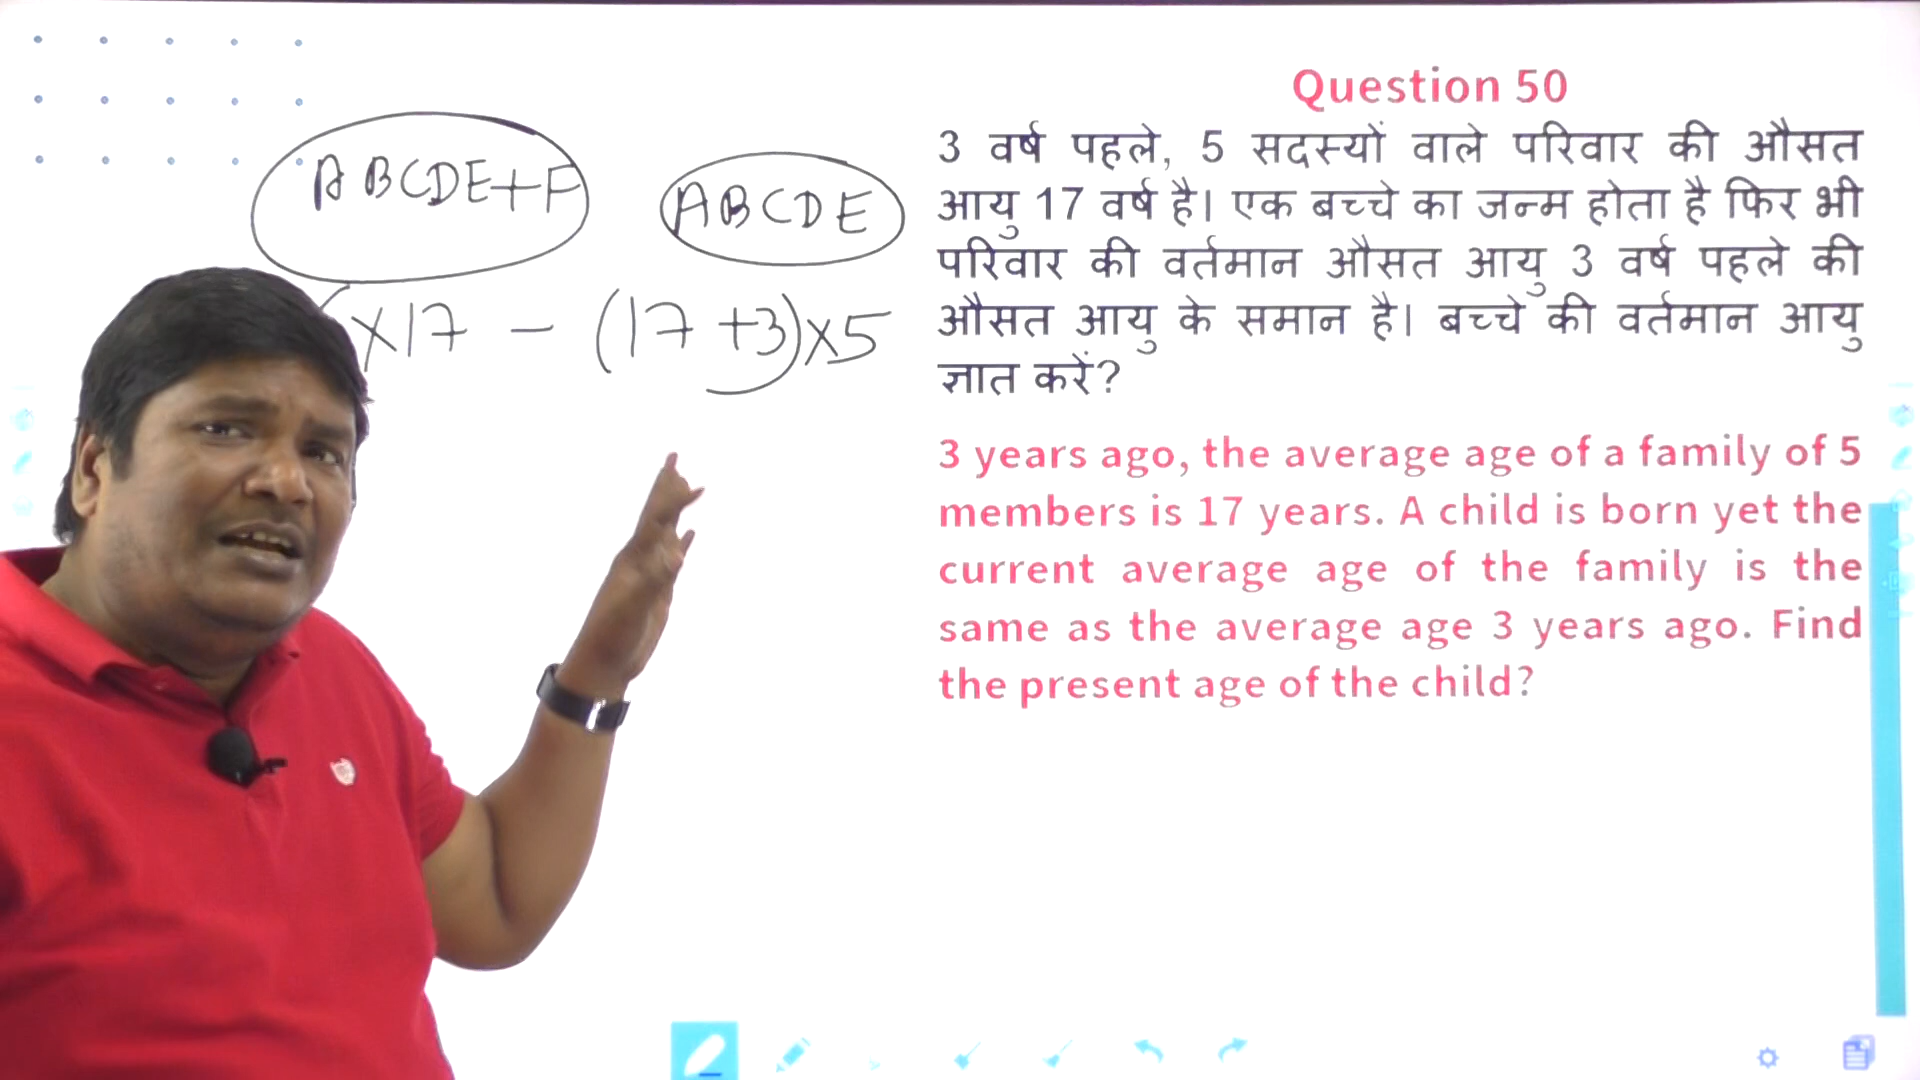 Question 50
3 वर्ष पहले, 5 सदस्यों वाले परिवार की औसत
आयु 17 वर्ष है। एक बच्चे का जन्म होता है फिर भी
परिवार की वर्तमान औसत आयु 3 वर्ष पहले की
औसत आयु के समान है। बच्चे की वर्तमान आयु
ज्ञात करें?
3 years ago, the average age of a family of 5
members is 17 years. A child is born yet the
current average age of the family is the
same as the average age 3 years ago. Find
the present age of the child?
ABCDE+F
ABCDE
×17 - (17+3)×5